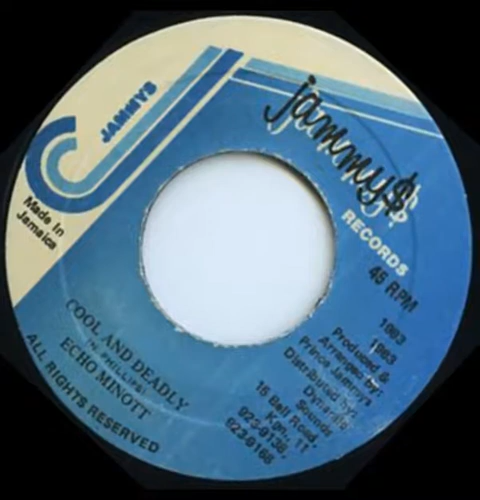 JAMMYS
jammy$
RECORDS
Made In
Jamaica
45 RPM
1983
1983
Produced &
Arranged by:
Prince Jammys
Distributed by:
Dynamic
Sounds
15 Bell Road,
Kgn. 11
923-9138,
923-9168
COOL AND DEADLY
ECHO MINOTT
ALL RIGHTS RESERVED